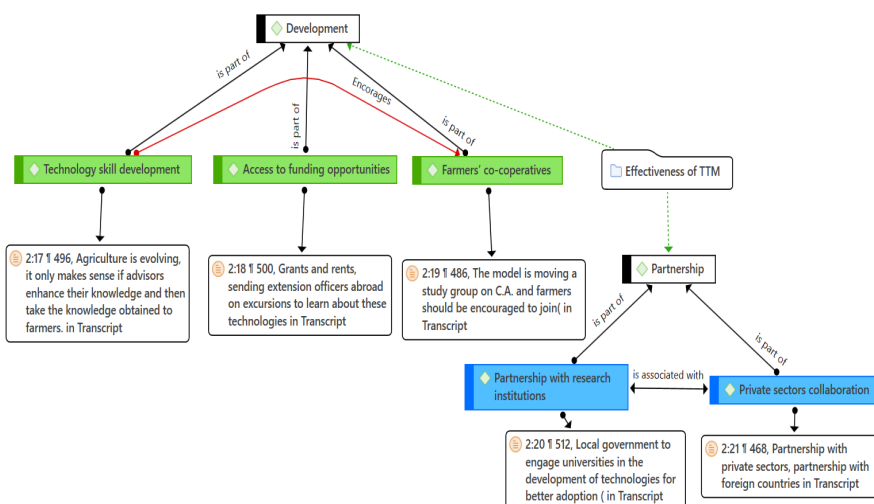 Development
is part of
is part of
Encorages
is part of
Technology skill development
Access to funding opportunities
Farmers' co-operatives
Effectiveness of TTM
2:17 ¶ 496, Agriculture is evolving,
it only makes sense if advisors
enhance their knowledge and then
take the knowledge obtained to
farmers. in Transcript
2:18 ¶ 500, Grants and rents,
sending extension officers abroad
on excursions to learn about these
technologies in Transcript
2:19 ¶ 486, The model is moving a
study group on C.A. and farmers
should be encouraged to join( in
Transcript
Partnership
is part of
is part of
Partnership with research
institutions
is associated with
Private sectors collaboration
2:20 ¶ 512, Local government to
engage universities in the
development of technologies for
better adoption ( in Transcript
2:21 ¶ 468, Partnership with
private sectors, partnership with
foreign countries in Transcript